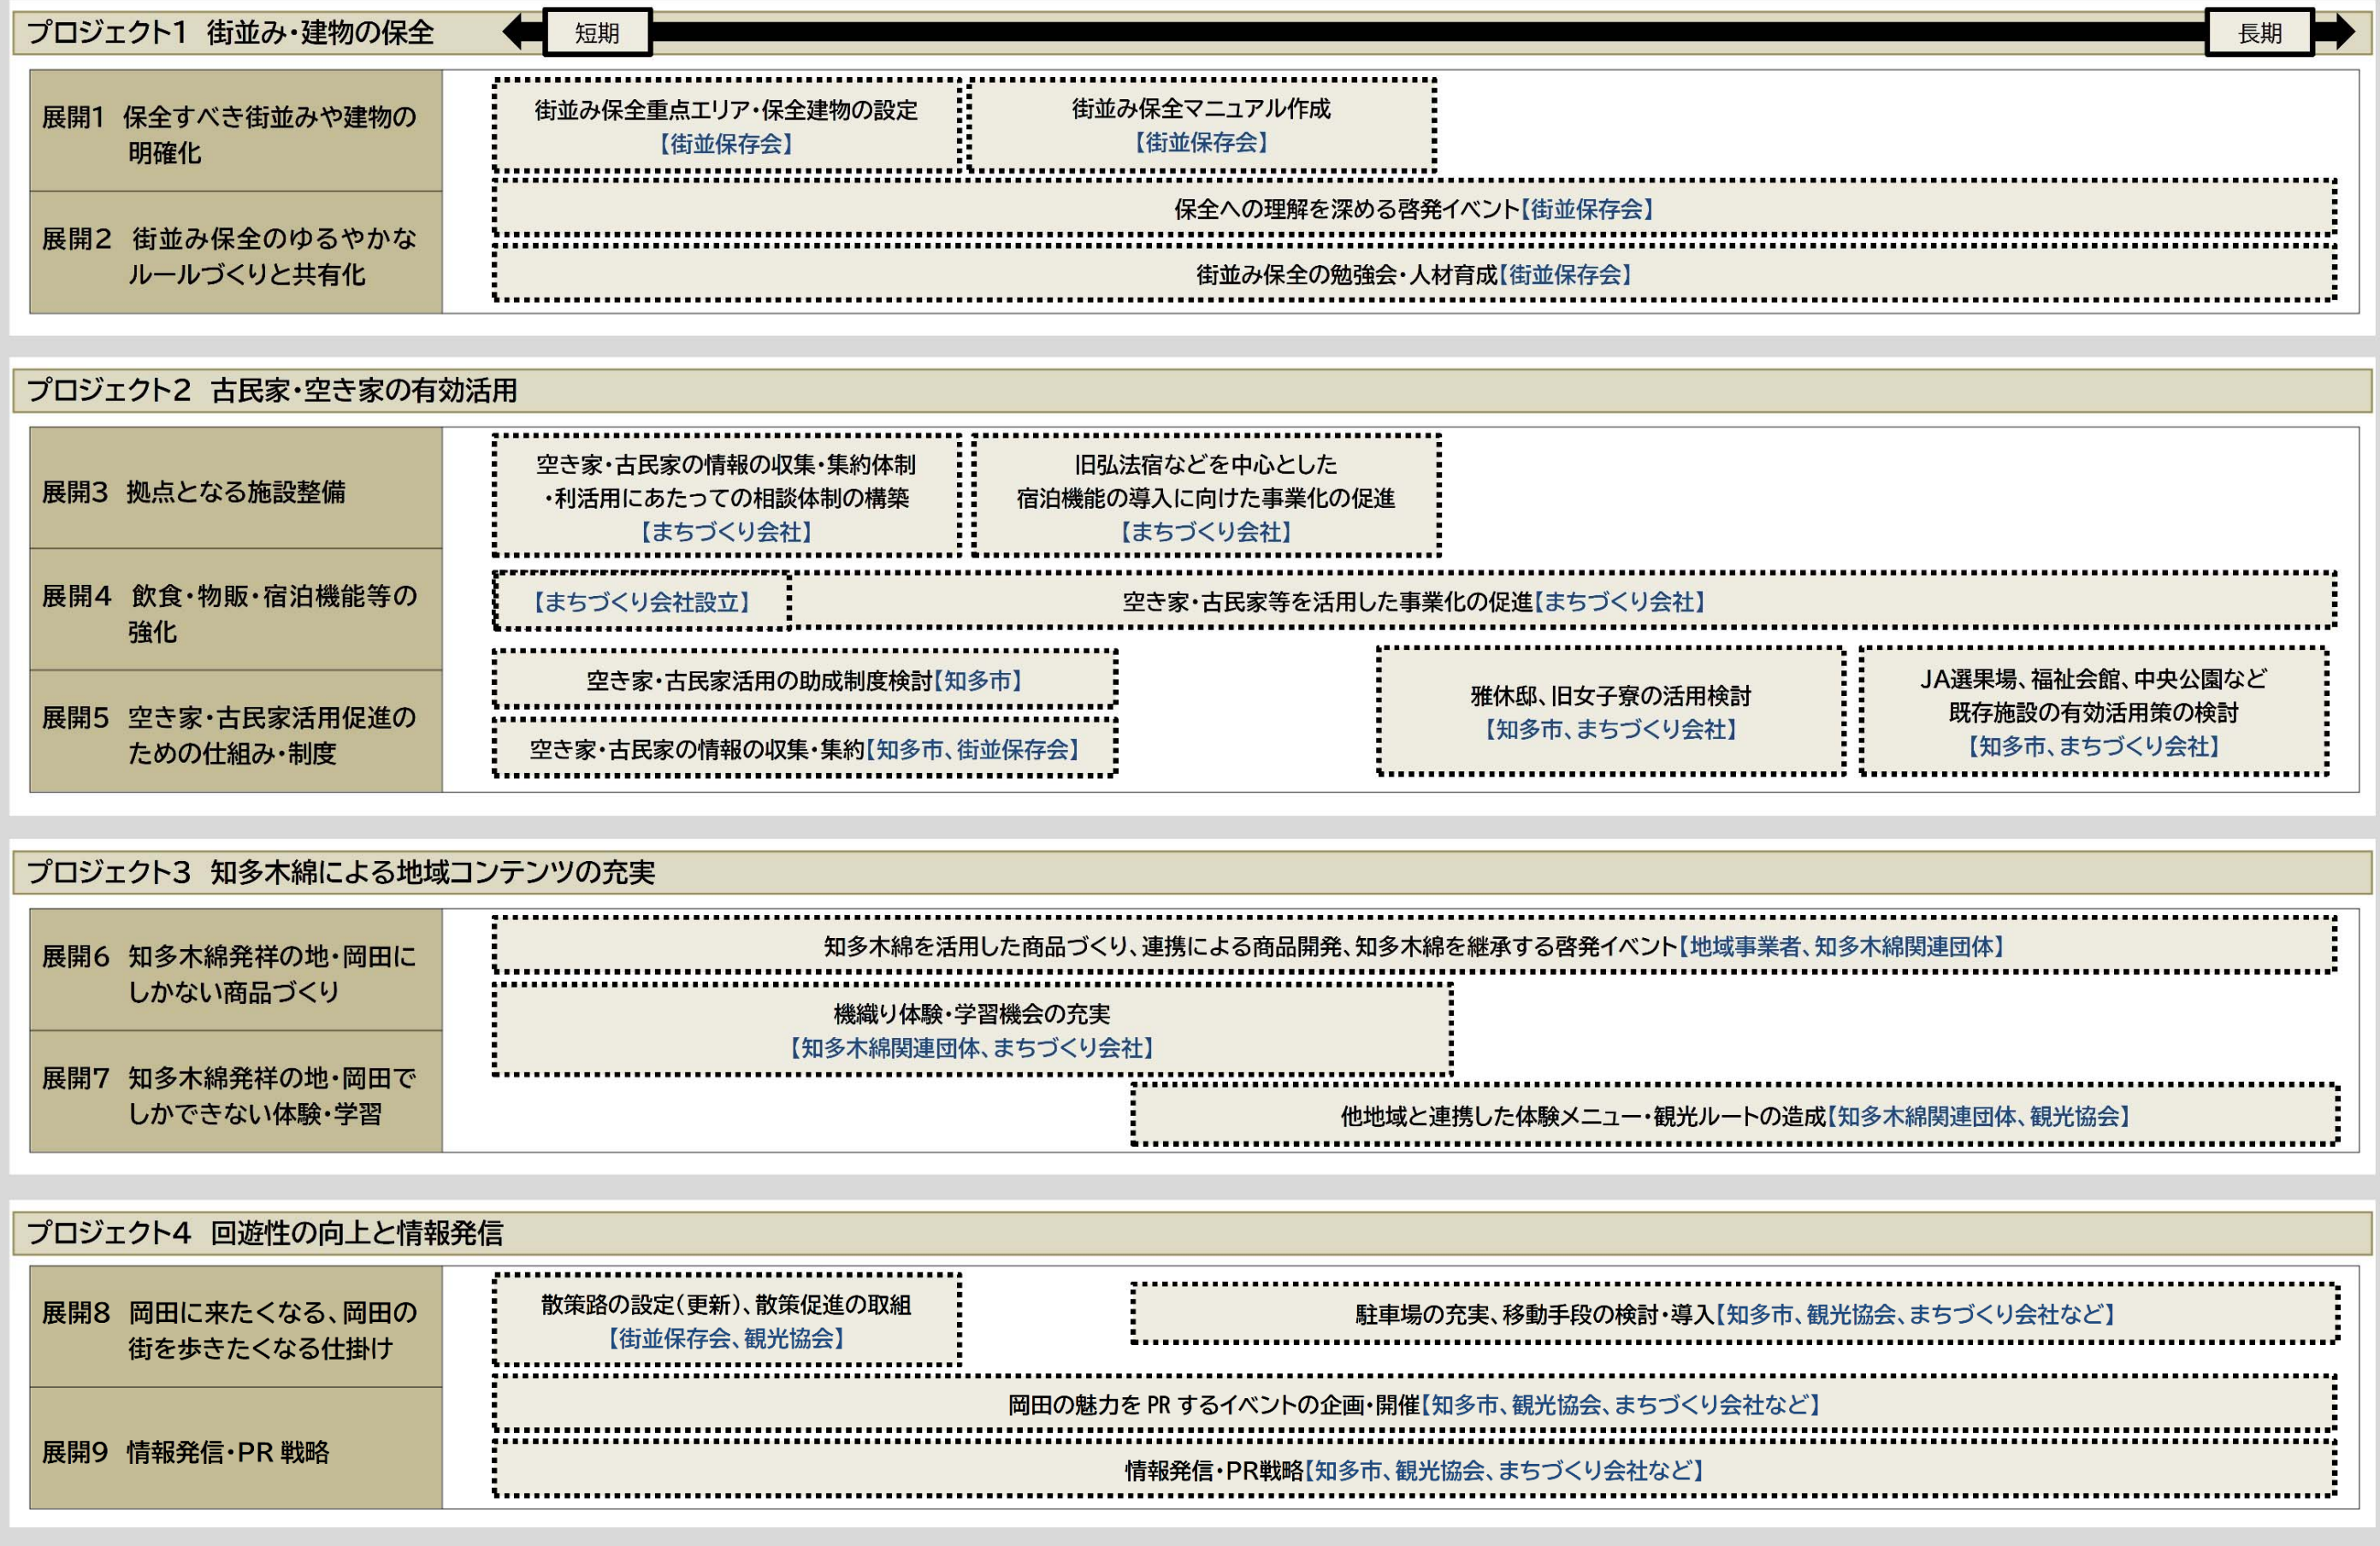 プロジェクト1 街並み・建物の保全
短期
長期
展開1 保全すべき街並みや建物の
明確化
街並み保全重点エリア・保全建物の設定
【街並保存会】
街並み保全マニュアル作成
【街並保存会】
展開2 街並み保全のゆるやかな
ルールづくりと共有化
保全への理解を深める啓発イベント【街並保存会】
街並み保全の勉強会・人材育成【街並保存会】
プロジェクト2 古民家・空き家の有効活用
展開3 拠点となる施設整備
空き家・古民家の情報の収集・集約体制
・利活用にあたっての相談体制の構築
【まちづくり会社】
旧弘法宿などを中心とした
宿泊機能の導入に向けた事業化の促進
【まちづくり会社】
展開4 飲食・物販・宿泊機能等の
強化
【まちづくり会社設立】
空き家・古民家等を活用した事業化の促進【まちづくり会社】
展開5 空き家・古民家活用促進の
ための仕組み・制度
空き家・古民家活用の助成制度検討【知多市】
空き家・古民家の情報の収集・集約【知多市、街並保存会】
雅休邸、旧女子寮の活用検討
【知多市、まちづくり会社】
JA選果場、福祉会館、中央公園など
既存施設の有効活用策の検討
【知多市、まちづくり会社】
プロジェクト3 知多木綿による地域コンテンツの充実
展開6 知多木綿発祥の地・岡田に
しかない商品づくり
知多木綿を活用した商品づくり、連携による商品開発、知多木綿を継承する啓発イベント【地域事業者、知多木綿関連団体】
機織り体験・学習機会の充実
【知多木綿関連団体、まちづくり会社】
展開7 知多木綿発祥の地・岡田で
しかできない体験・学習
他地域と連携した体験メニュー・観光ルートの造成【知多木綿関連団体、観光協会】
プロジェクト4 回遊性の向上と情報発信
展開8 岡田に来たくなる、岡田の
街を歩きたくなる仕掛け
散策路の設定（更新）、散策促進の取組
【街並保存会、観光協会】
駐車場の充実、移動手段の検討・導入【知多市、観光協会、まちづくり会社など】
岡田の魅力を PR するイベントの企画・開催【知多市、観光協会、まちづくり会社など】
展開9 情報発信・PR 戦略
情報発信・PR戦略【知多市、観光協会、まちづくり会社など】